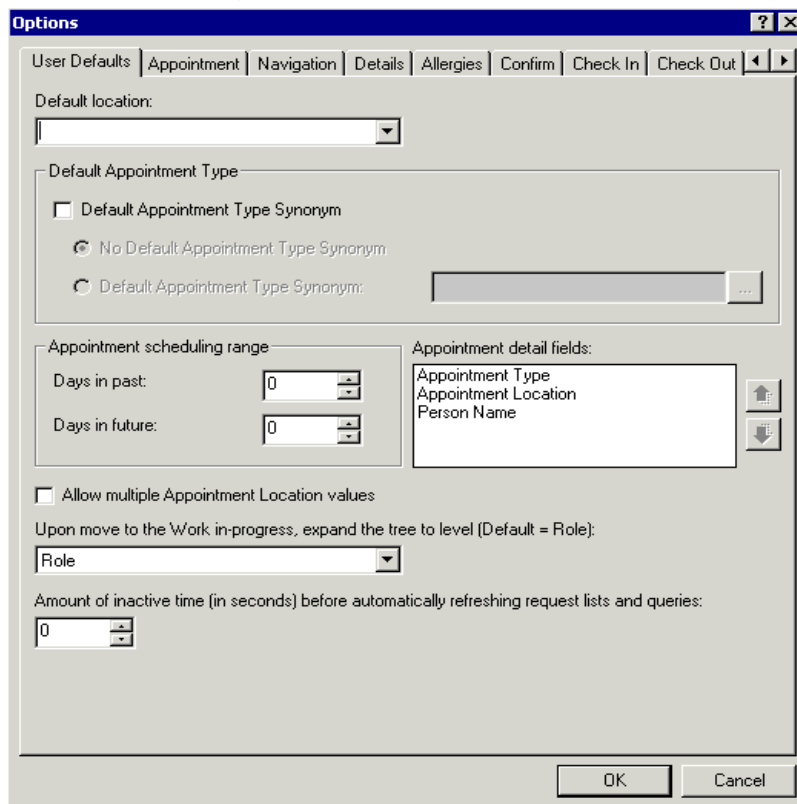 Options
User Defaults Appointment Navigation Details Allergies Confirm Check In Check Out
Default location:
Default Appointment Type
Default Appointment Type Synonym
No Default Appointment Type Synonym
Default Appointment Type Synonym:
...
Appointment scheduling range
Days in past: 0
Days in future: 0
Appointment detail fields:
Appointment Type
Appointment Location
Person Name
Allow multiple Appointment Location values
Upon move to the Work in-progress, expand the tree to level (Default = Role):
Role
Amount of inactive time (in seconds) before automatically refreshing request lists and queries:
0
OK Cancel